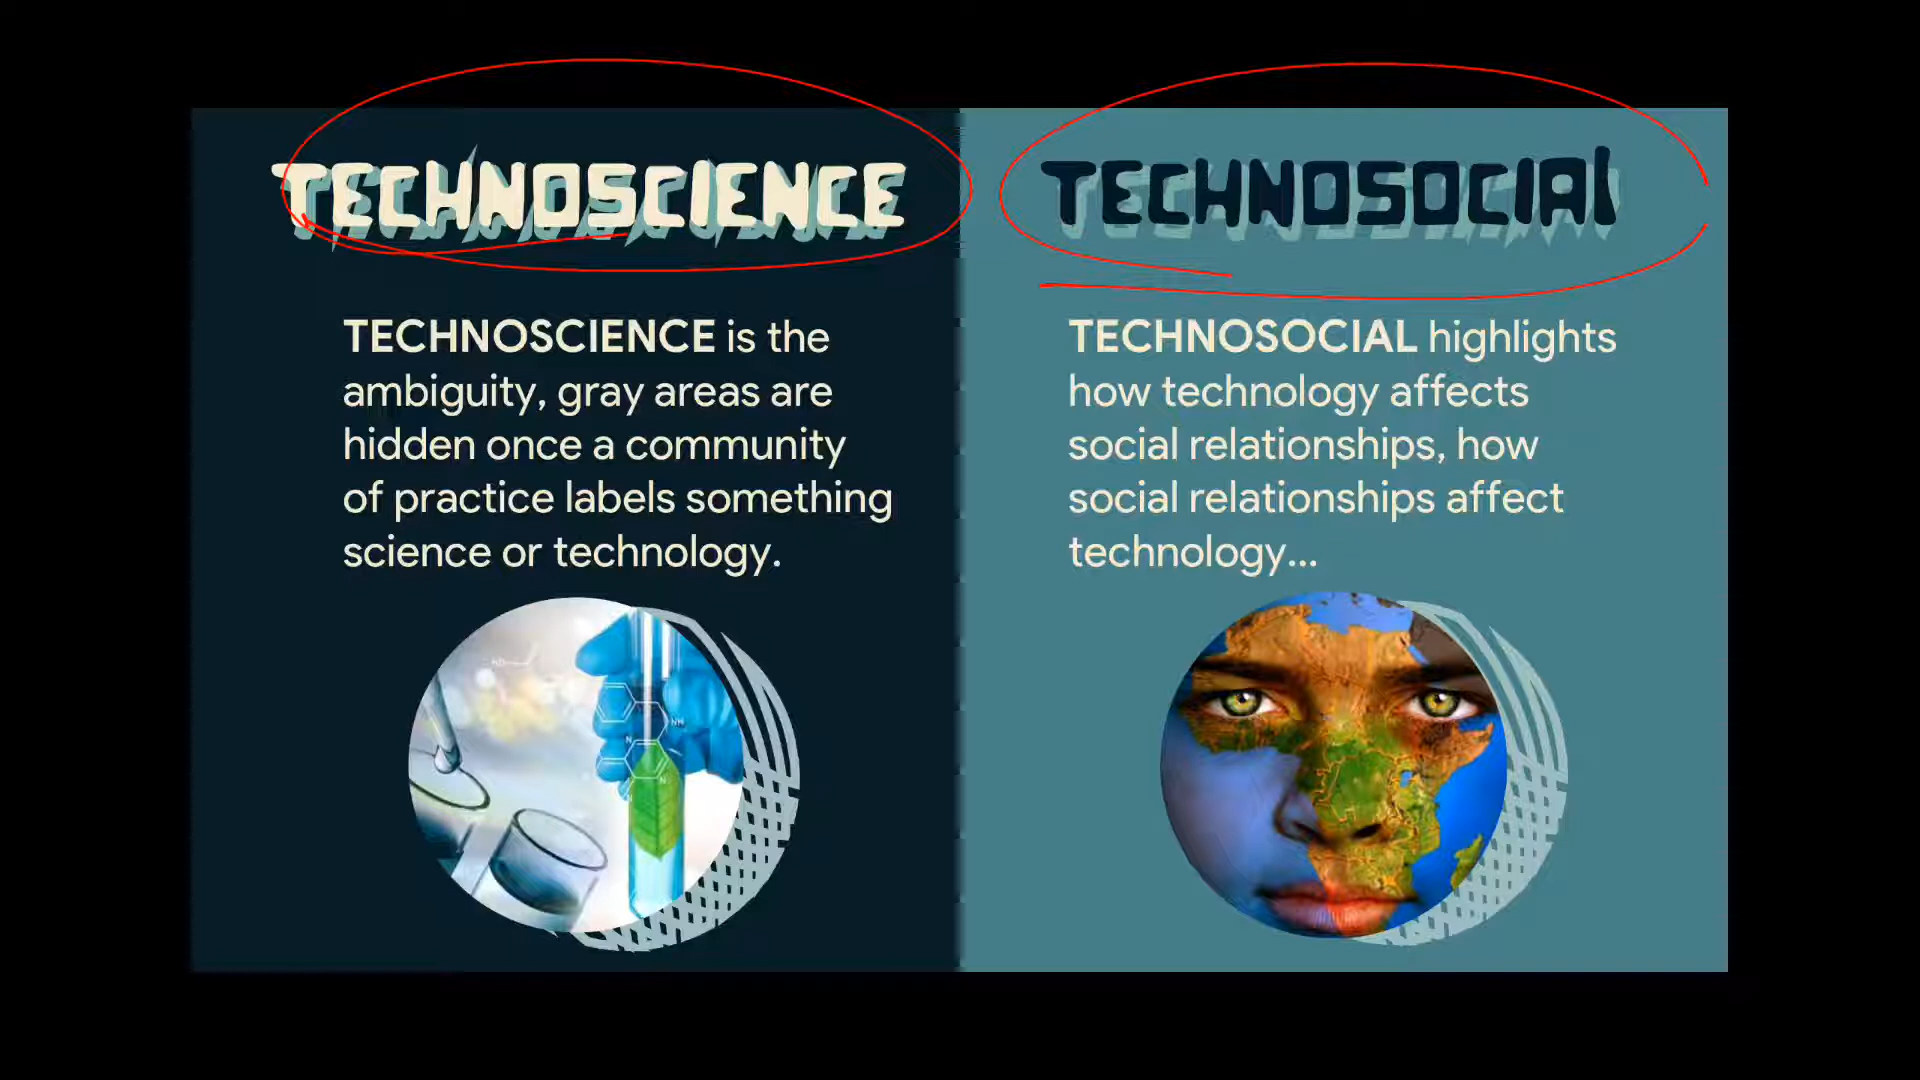 TECHNOSCIENCE
TECHNOSCIENCE is the
ambiguity, gray areas are
hidden once a community
of practice labels something
science or technology.
TECHNOSOCIAL
TECHNOSOCIAL highlights
how technology affects
social relationships, how
social relationships affect
technology...